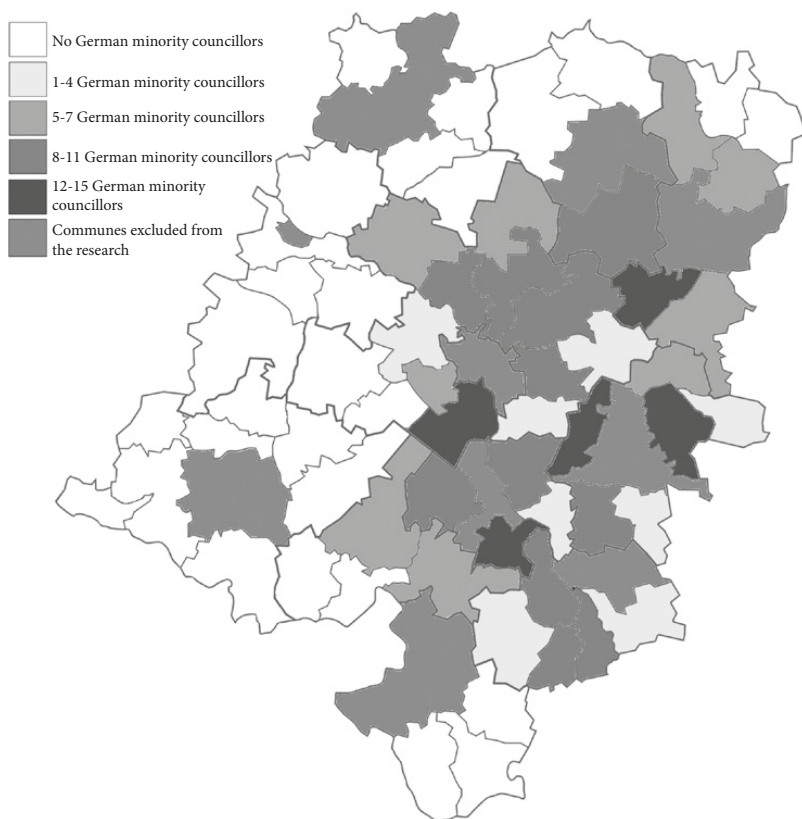 No German minority councillors
1-4 German minority councillors
5-7 German minority councillors
8-11 German minority councillors
12-15 German minority
councillors
Communes excluded from
the research